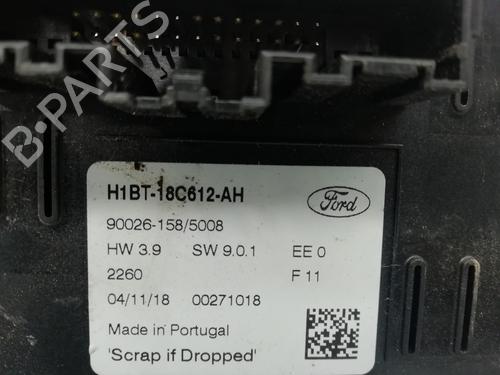 B-PARTS
H1BT-18C612-AH
Ford
90026-158/5008
HW 3.9 SW 9.0.1 EE 0
2260 F 11
04/11/18 00271018
Made in Portugal
'Scrap if Dropped'